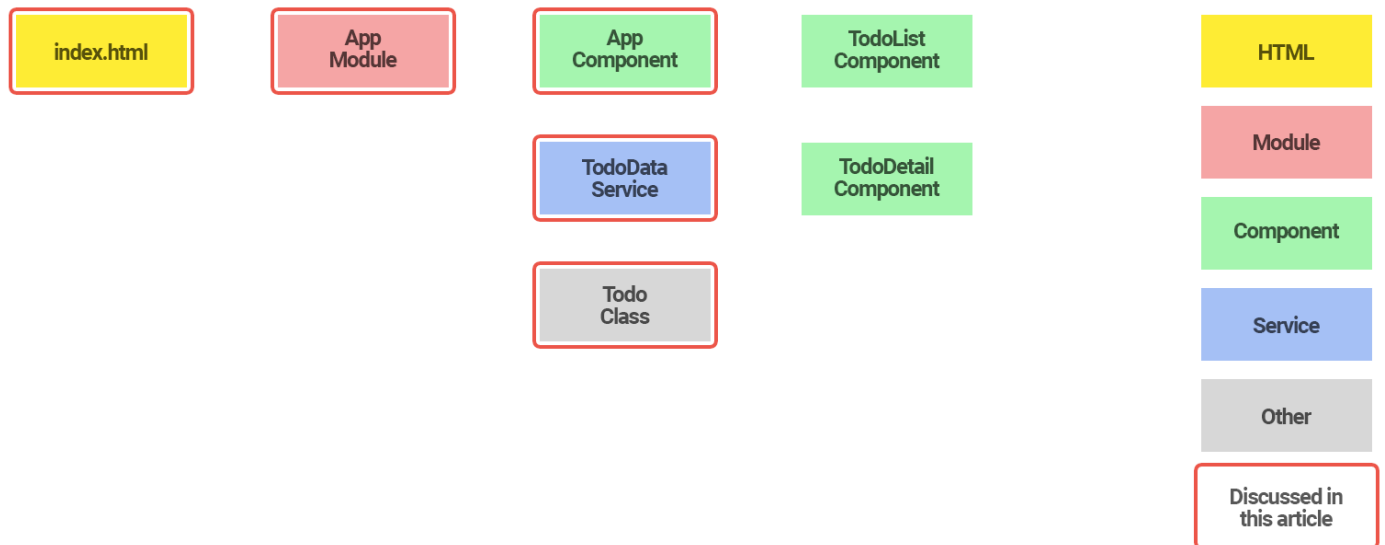 index.html
App
Module
App
Component
TodoList
Component
TodoData
Service
TodoDetail
Component
Todo
Class
HTML
Module
Component
Service
Other
Discussed in
this article